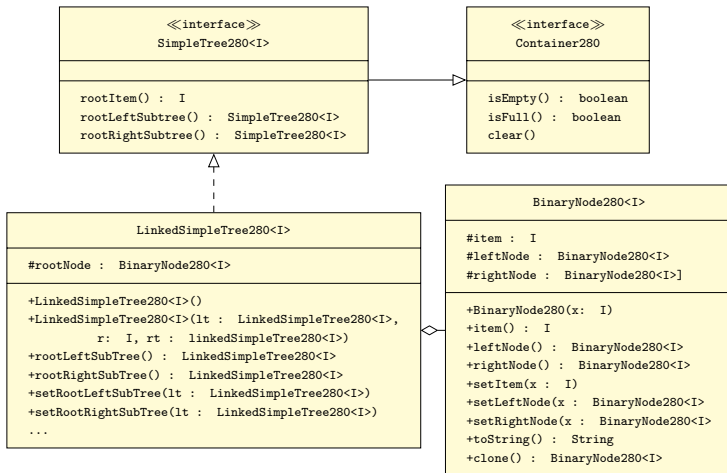 ≪interface≫
SimpleTree280<I>
rootItem() : I
rootLeftSubtree() : SimpleTree280<I>
rootRightSubtree() : SimpleTree280<I>
≪interface≫
Container280
isEmpty() : boolean
isFull() : boolean
clear()
LinkedSimpleTree280<I>
#rootNode : BinaryNode280<I>
+LinkedSimpleTree280<I>()
+LinkedSimpleTree280<I>(lt : LinkedSimpleTree280<I>,
r: I, rt : linkedSimpleTree280<I>)
+rootLeftSubTree() : LinkedSimpleTree280<I>
+rootRightSubTree() : LinkedSimpleTree280<I>
+setRootLeftSubTree(lt : LinkedSimpleTree280<I>)
+setRootRightSubTree(lt : LinkedSimpleTree280<I>)
...
BinaryNode280<I>
#item : I
#leftNode : BinaryNode280<I>
#rightNode : BinaryNode280<I>]
+BinaryNode280(x: I)
+item() : I
+leftNode() : BinaryNode280<I>
+rightNode() : BinaryNode280<I>
+setItem(x : I)
+setLeftNode(x : BinaryNode280<I>
+setRightNode(x : BinaryNode280<I>
+toString() : String
+clone() : BinaryNode280<I>